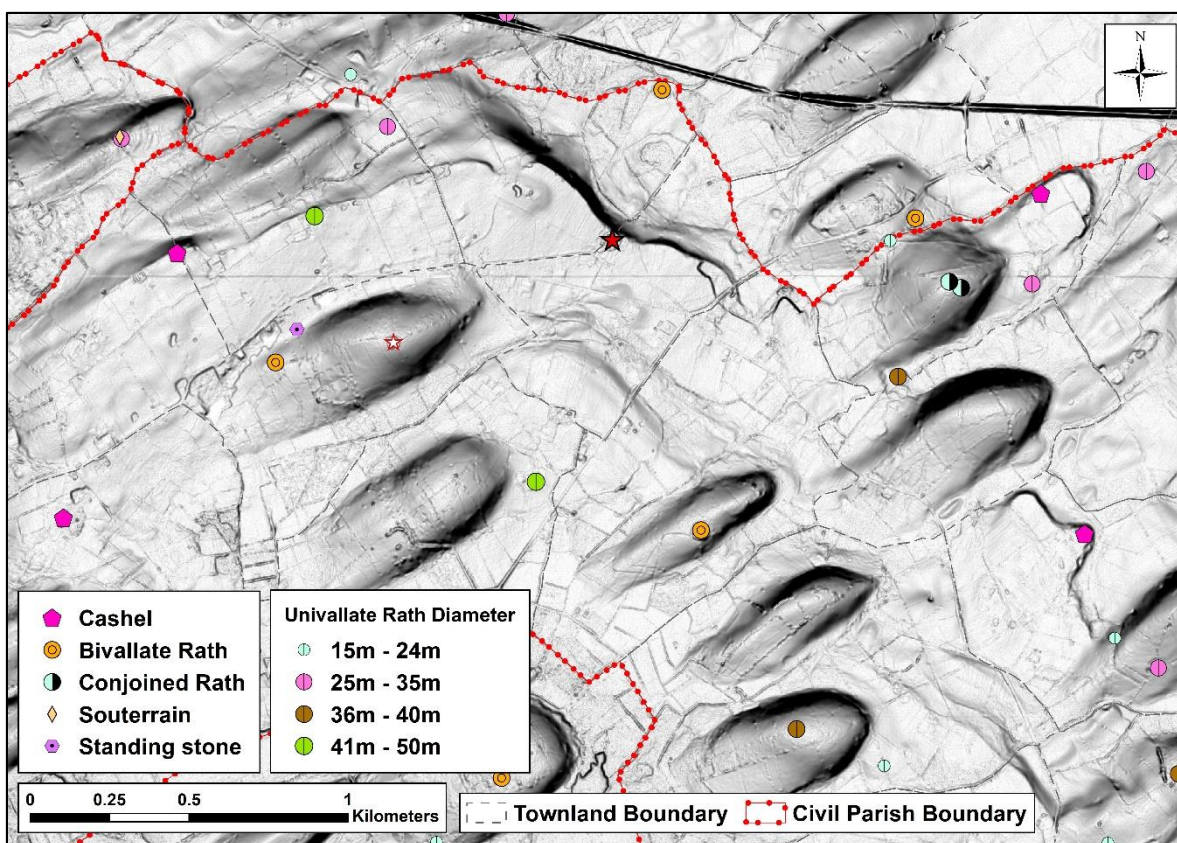 N
Cashel
Bivallate Rath
Conjoined Rath
Souterrain
Standing stone
Univallate Rath Diameter
15m - 24m
25m - 35m
36m - 40m
41m - 50m
0 0.25 0.5 1
Kilometers
Townland Boundary
Civil Parish Boundary